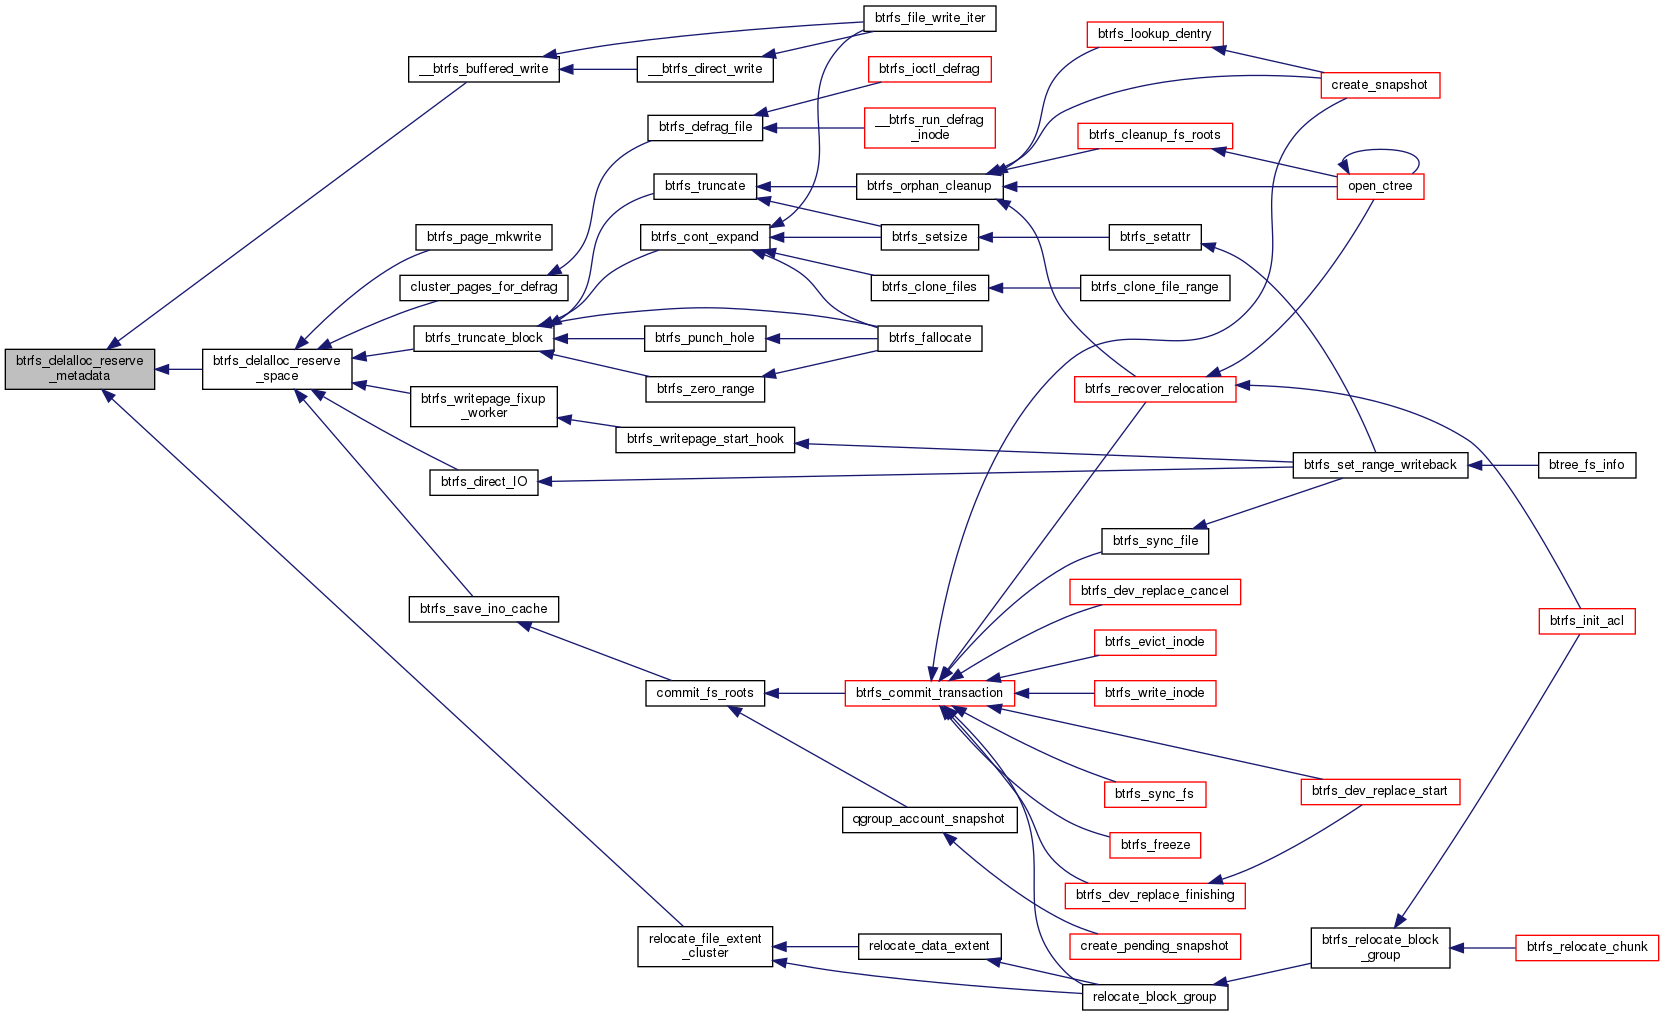 btrfs_delalloc_reserve
_metadata
__btrfs_buffered_write
btrfs_delalloc_reserve
_space
relocate_file_extent
_cluster
btrfs_page_mkwrite
cluster_pages_for_defrag
btrfs_truncate_block
btrfs_writepage_fixup
_worker
btrfs_direct_IO
btrfs_save_ino_cache
__btrfs_direct_write
btrfs_file_write_iter
btrfs_defrag_file
btrfs_ioctl_defrag
__btrfs_run_defrag
_inode
btrfs_truncate
btrfs_cont_expand
btrfs_punch_hole
btrfs_zero_range
btrfs_writepage_start_hook
commit_fs_roots
btrfs_orphan_cleanup
btrfs_setsize
btrfs_clone_files
btrfs_fallocate
btrfs_commit_transaction
qgroup_account_snapshot
relocate_data_extent
btrfs_lookup_dentry
btrfs_cleanup_fs_roots
btrfs_setattr
btrfs_clone_file_range
btrfs_recover_relocation
btrfs_sync_file
btrfs_dev_replace_cancel
btrfs_evict_inode
btrfs_write_inode
btrfs_sync_fs
btrfs_freeze
btrfs_dev_replace_finishing
create_pending_snapshot
relocate_block_group
create_snapshot
open_ctree
btrfs_set_range_writeback
btrfs_dev_replace_start
btrfs_relocate_block
_group
btree_fs_info
btrfs_init_acl
btrfs_relocate_chunk